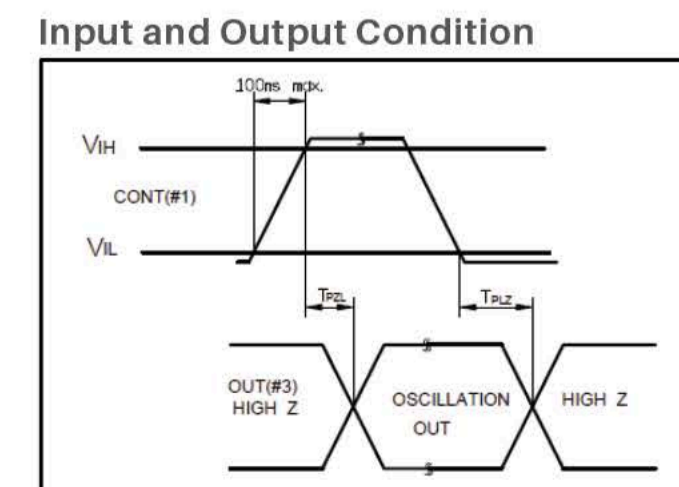 Input and Output Condition
100ns max.
VIH
CONT(#1)
VIL
TPZL
TPLZ
OUT(#3)
HIGH Z
OSCILLATION
OUT
HIGH Z